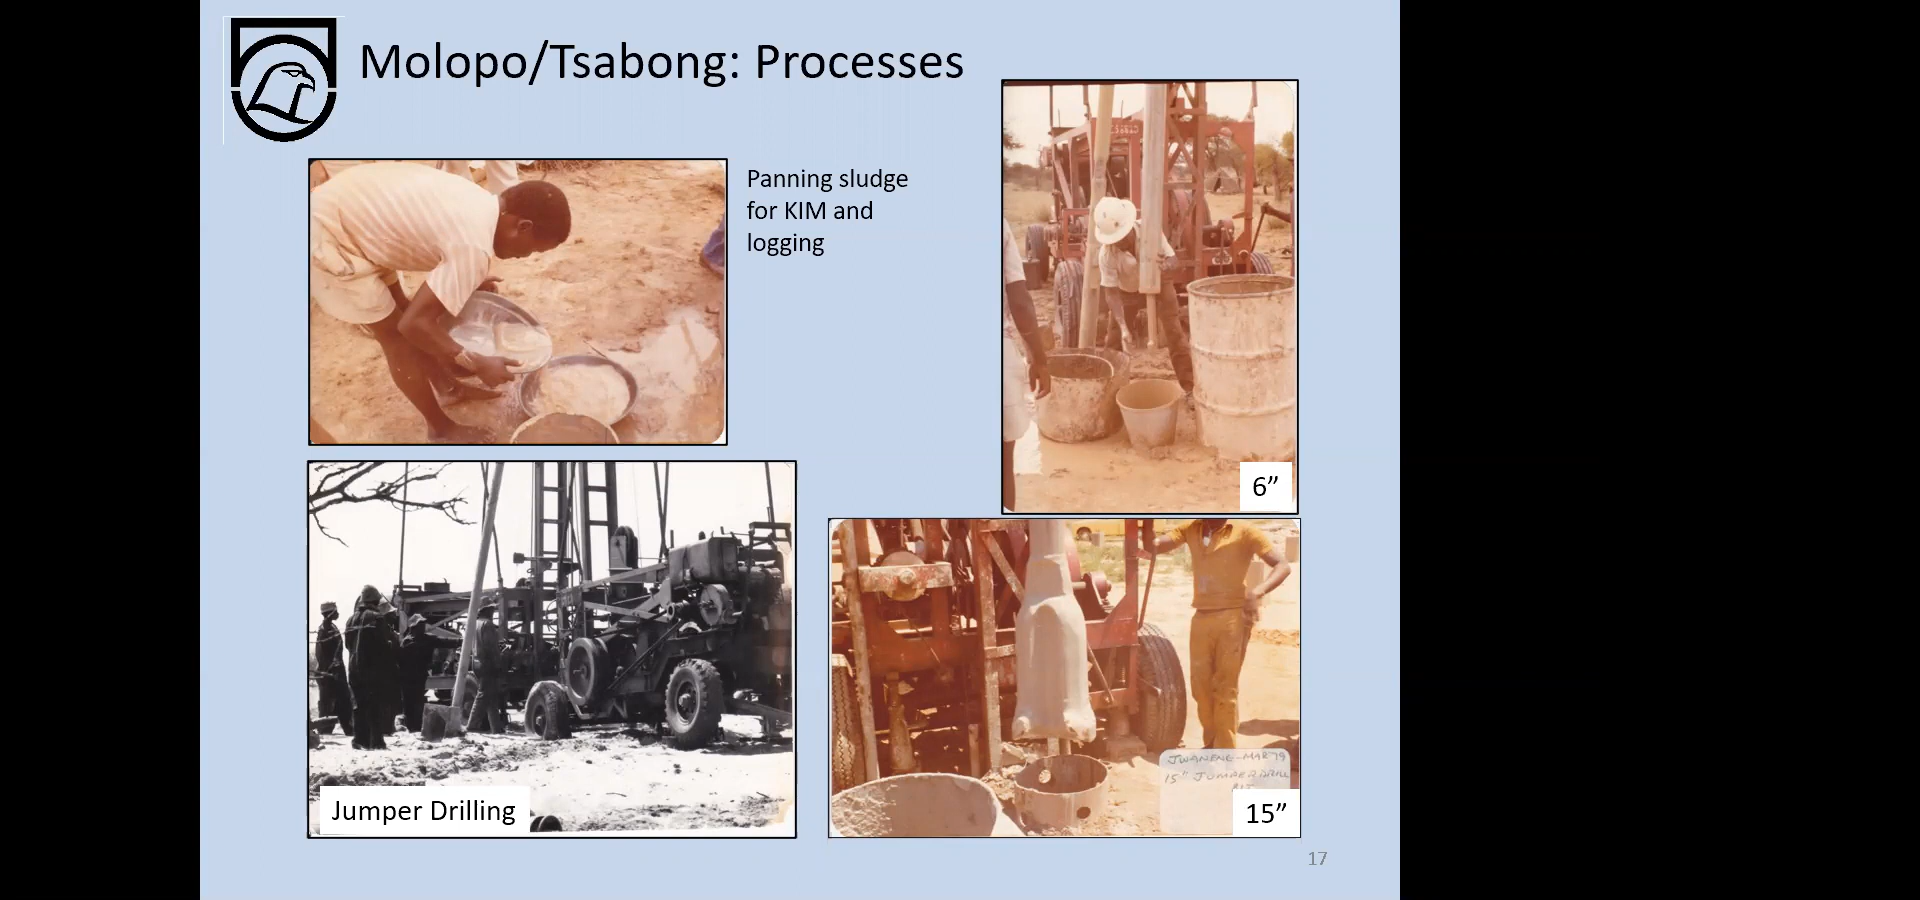 Molopo/Tsabong: Processes
Panning sludge
for KIM and
logging
6”
Jumper Drilling
JWANENG-MAR'79
15" JUMPER DRILL
BIT
15”
17